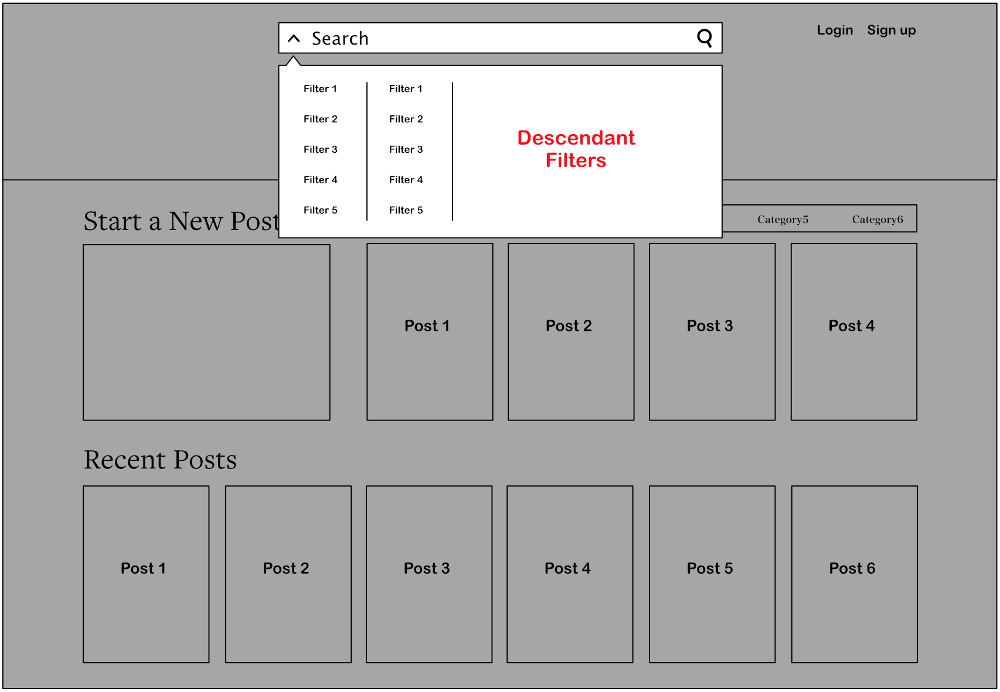 Search
Login Sign up
Filter 1 Filter 1
Filter 2 Filter 2
Filter 3 Filter 3
Filter 4 Filter 4
Filter 5 Filter 5
Descendant
Filters
Start a New Post
Category5 Category6
Post 1 Post 2 Post 3 Post 4
Recent Posts
Post 1 Post 2 Post 3 Post 4 Post 5 Post 6